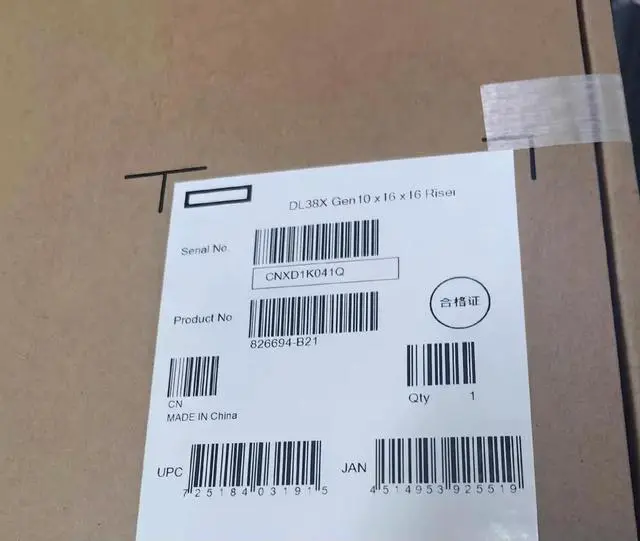 DL38X Gen10 x16 x16 Riser
Serial No.
CNXD1K041Q
Product No
826694-B21
合格证
CN
MADE IN China
Qty 1
UPC
725184031915
JAN
4514953925519